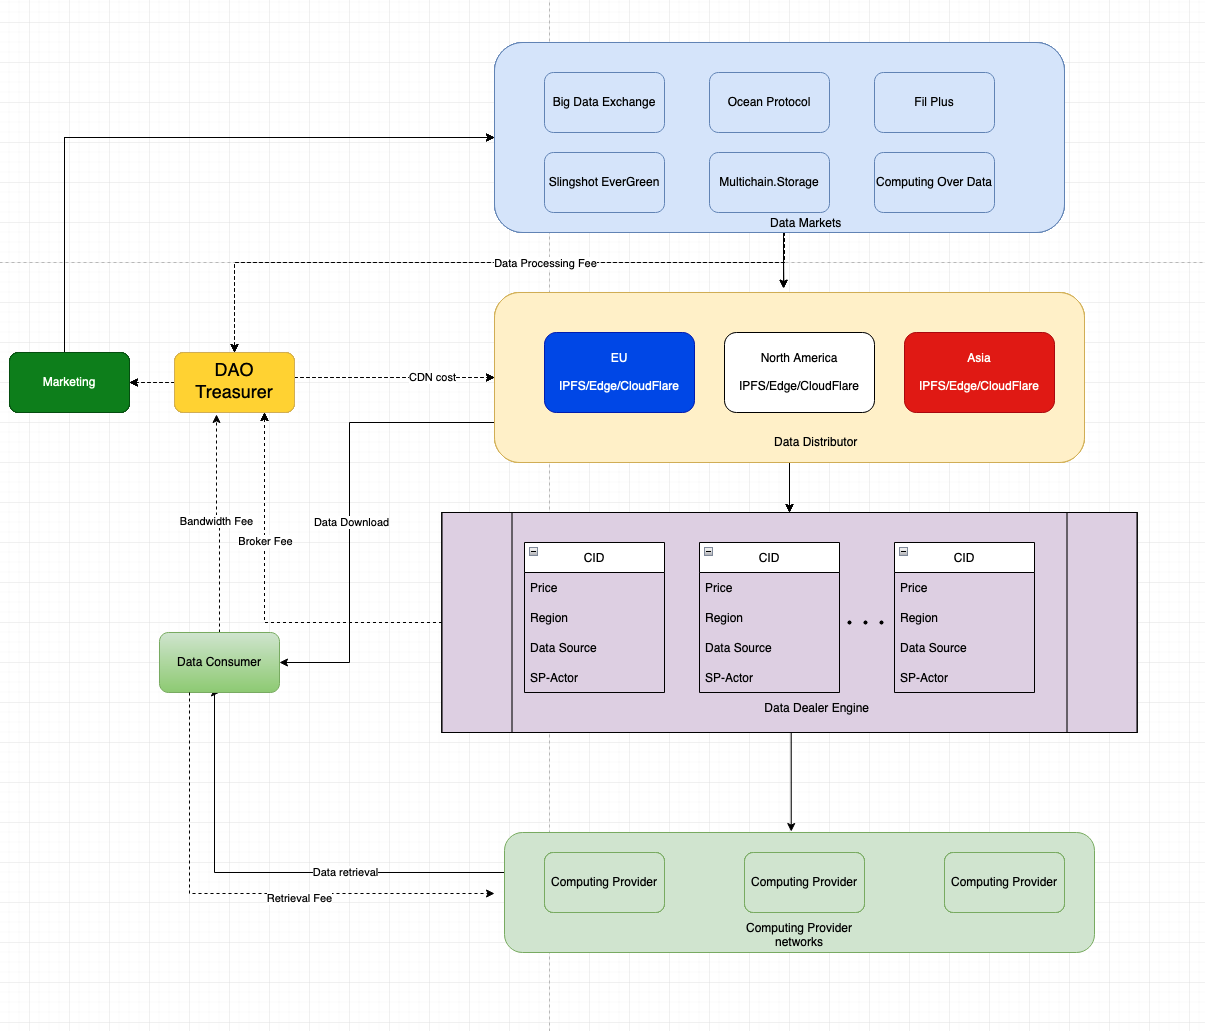 Big Data Exchange
Ocean Protocol
Fil Plus
Slingshot EverGreen
Multichain.Storage
Computing Over Data
Data Markets
Data Processing Fee
Marketing
DAO
Treasurer
CDN cost
EU
IPFS/Edge/CloudFlare
North America
IPFS/Edge/CloudFlare
Asia
IPFS/Edge/CloudFlare
Data Distributor
Bandwidth Fee
Broker Fee
Data Download
CID
Price
Region
Data Source
SP-Actor
CID
Price
Region
Data Source
SP-Actor
. . .
CID
Price
Region
Data Source
SP-Actor
Data Dealer Engine
Data Consumer
Data retrieval
Retrieval Fee
Computing Provider
Computing Provider
Computing Provider
Computing Provider
networks